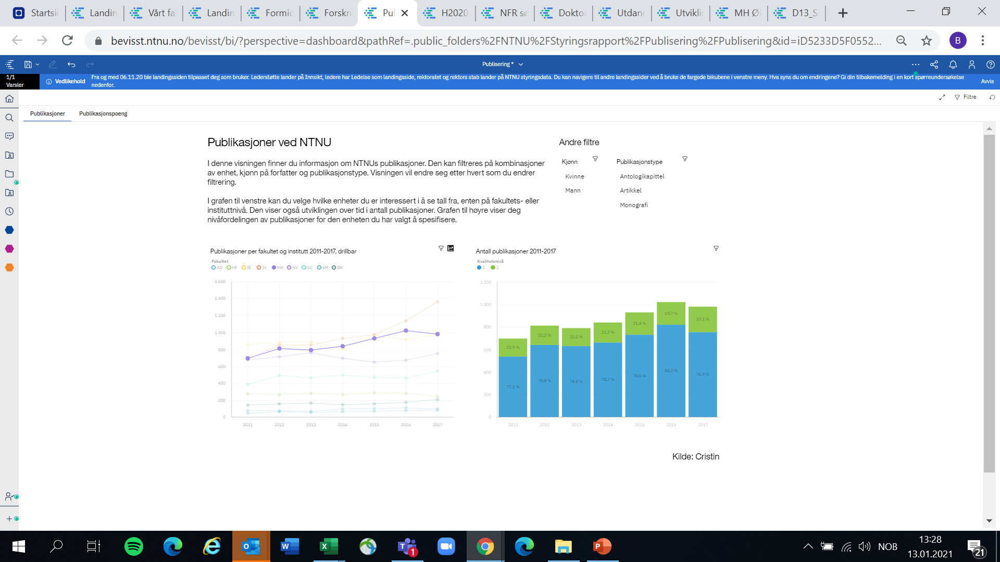 Startsi
Landin
Vårt fa
Landin
Formid
Forskn
Pul
H2020
NFR sø
Doktor
Utdann
Utviklin
MH Øk
D13_S
bevisst.ntnu.no/bevisst/bi/?perspective=dashboard&pathRef=.public_folders%2FNTNU%2FStyringsrapport%2FPublisering%2FPublisering&id=iD5233D5F0552...
B
Publisering *
1/1
Varsler
Vedlikehold
Fra og med 06.11.20 ble landingssiden tilpasset deg som bruker. Lederstøtte lander på Innsikt, ledere har Ledelse som landingsside, rektoratet og rektors stab lander på NTNU styringsdata. Du kan navigere til andre landingssider ved å bruke de fargede bikubene i venstre meny. Hva syns du om endringene? Gi din tilbakemelding i en kort spørreundersøkelse
nedenfor.
Avvis
Filtre
Publikasjoner
Publikasjonspoeng
Publikasjoner ved NTNU
I denne visningen finner du informasjon om NTNUs publikasjoner. Den kan filtreres på kombinasjoner
av enhet, kjønn på forfatter og publikasjonstype. Visningen vil endre seg etter hvert som du endrer
filtrering.
I grafen til venstre kan du velge hvilke enheter du er interessert i å se tall fra, enten på fakultets- eller
instituttnivå. Den viser også utviklingen over tid i antall publikasjoner. Grafen til høyre viser deg
nivåfordelingen av publikasjoner for den enheten du har valgt å spesifisere.
Andre filtre
Kjønn
Kvinne
Mann
Publikasjonstype
Antologikapittel
Artikkel
Monografi
Publikasjoner per fakultet og institutt 2011-2017, drillbar
Fakultet
AD HF IE IV MH NV SU VM ØK
1 600
1 400
1 200
1 000
800
600
400
200
0
2011 2012 2013 2014 2015 2016 2017
Antall publikasjoner 2011-2017
Kvalitetsnivå
1 2
1 200
1 000
800
600
400
200
0
22,9 % 21,2 % 20,2 % 21,3 % 21,4 % 19,7 % 23,1 %
77,1 % 78,8 % 79,8 % 78,7 % 78,6 % 80,3 % 76,9 %
2011 2012 2013 2014 2015 2016 2017
Kilde: Cristin
1
NOB
13:28
13.01.2021
21